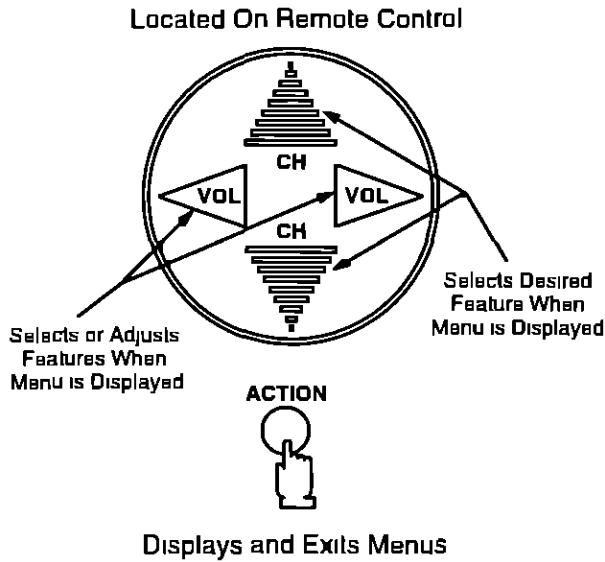 Located On Remote Control
CH
VOL
VOL
CH
Selects Desired
Feature When
Menu is Displayed
Selects or Adjusts
Features When
Menu is Displayed
ACTION
Displays and Exits Menus